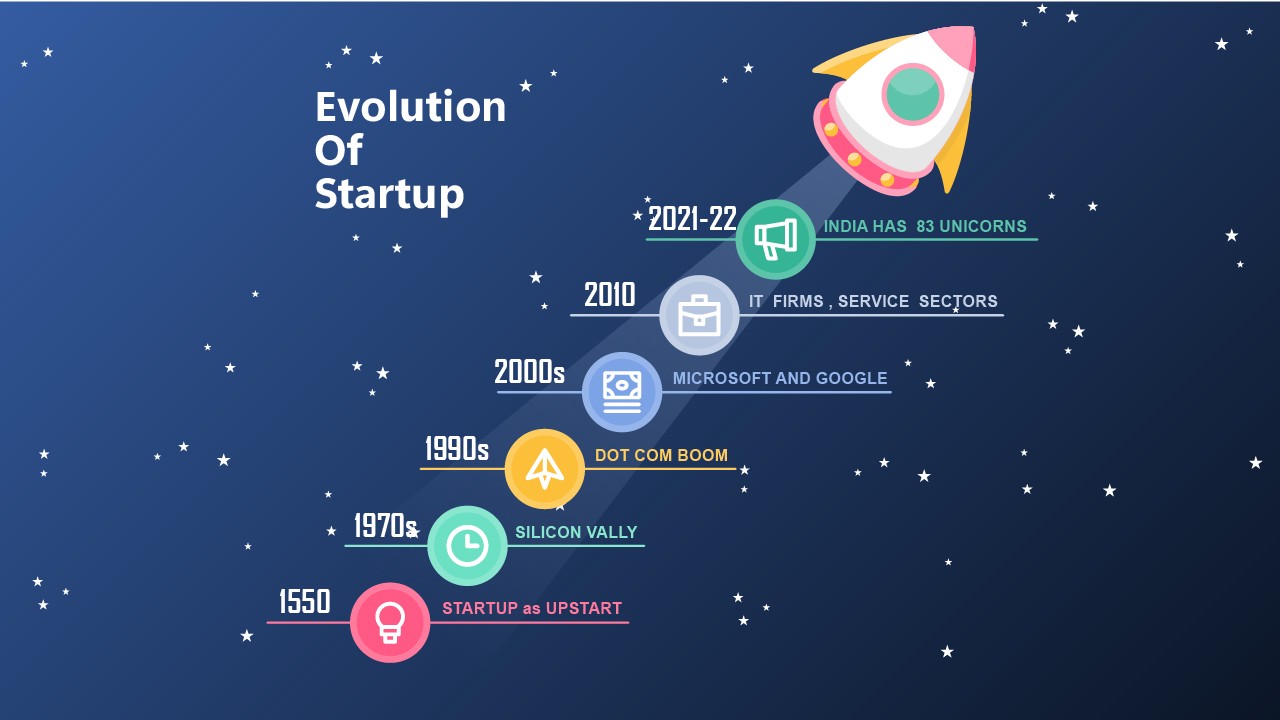 Evolution
Of
Startup
2021-22 INDIA HAS 83 UNICORNS
2010 IT FIRMS , SERVICE SECTORS
2000s MICROSOFT AND GOOGLE
1990s DOT COM BOOM
1970s SILICON VALLY
1550 STARTUP as UPSTART